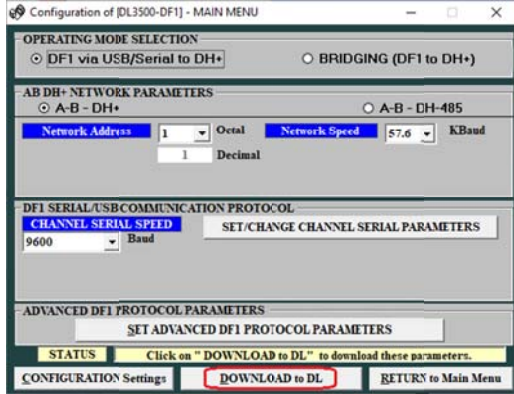 Configuration of [DL3500-DF1] - MAIN MENU
OPERATING MODE SELECTION
DF1 via USB/Serial to DH+ BRIDGING (DF1 to DH+)
AB DH+ NETWORK PARAMETERS
A-B - DH+ A-B - DH-485
Network Address 1 Octal Network Speed 57.6 KBaud
1 Decimal
DF1 SERIAL/USB COMMUNICATION PROTOCOL
CHANNEL SERIAL SPEED SET/CHANGE CHANNEL SERIAL PARAMETERS
9600 Baud
ADVANCED DF1 PROTOCOL PARAMETERS
SET ADVANCED DF1 PROTOCOL PARAMETERS
STATUS Click on " DOWNLOAD to DL" to download these parameters.
CONFIGURATION Settings DOWNLOAD to DL RETURN to Main Menu